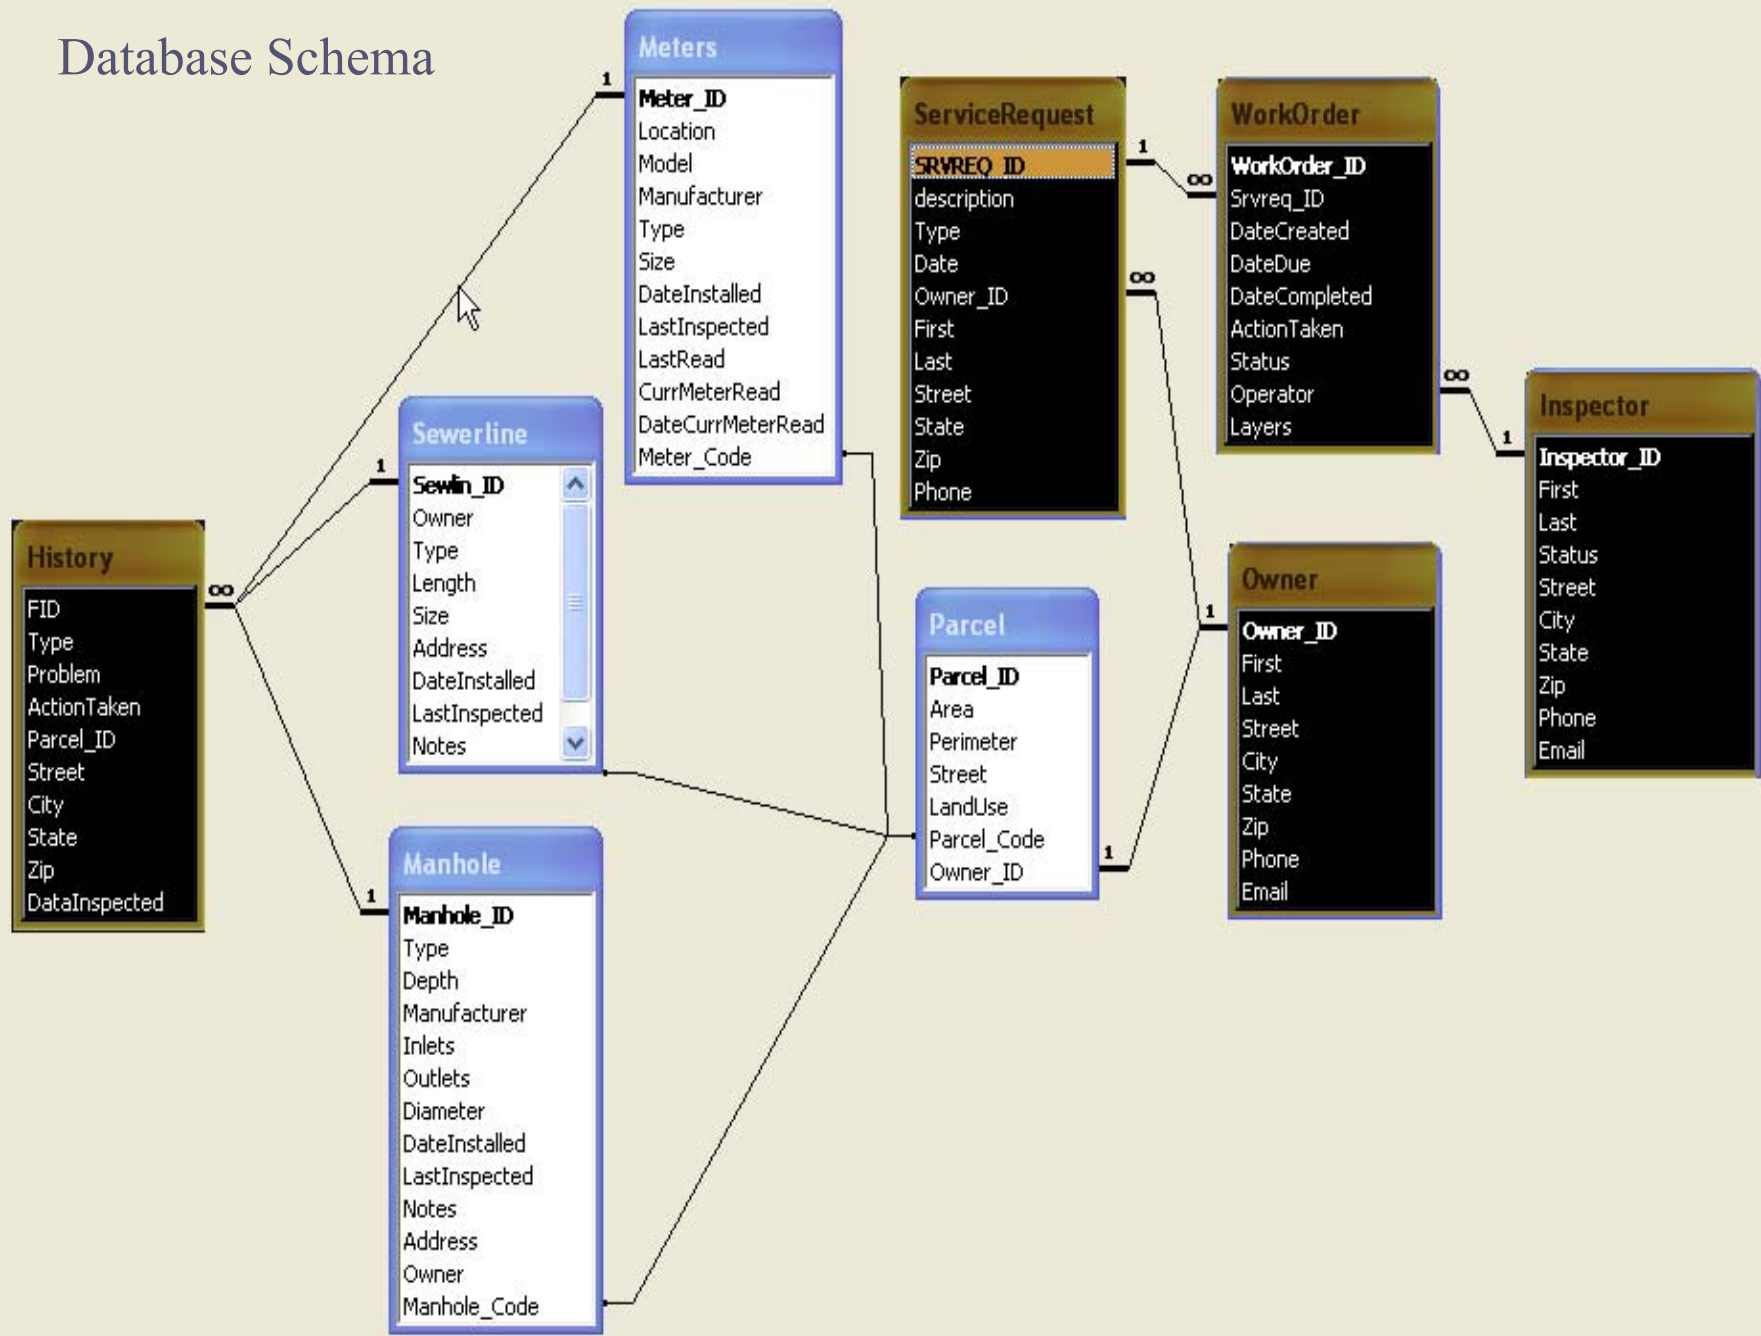 Database Schema
Meters
1
Meter_ID
Location
Model
Manufacturer
Type
Size
DateInstalled
LastInspected
LastRead
CurrMeterRead
DateCurrMeterRead
Meter_Code
ServiceRequest
SRVREQ_ID
description
Type
Date
Owner_ID
First
Last
Street
State
Zip
Phone
1
∞
∞
WorkOrder
WorkOrder_ID
Srvreq_ID
DateCreated
DateDue
DateCompleted
ActionTaken
Status
Operator
Layers
∞
1
Inspector
Inspector_ID
First
Last
Status
Street
City
State
Zip
Phone
Email
Sewerline
1
Sewlin_ID
Owner
Type
Length
Size
Address
DateInstalled
LastInspected
Notes
History
FID
Type
Problem
ActionTaken
Parcel_ID
Street
City
State
Zip
DataInspected
∞
Parcel
Parcel_ID
Area
Perimeter
Street
LandUse
Parcel_Code
Owner_ID
1
1
Owner
Owner_ID
First
Last
Street
City
State
Zip
Phone
Email
Manhole
1
Manhole_ID
Type
Depth
Manufacturer
Inlets
Outlets
Diameter
DateInstalled
LastInspected
Notes
Address
Owner
Manhole_Code